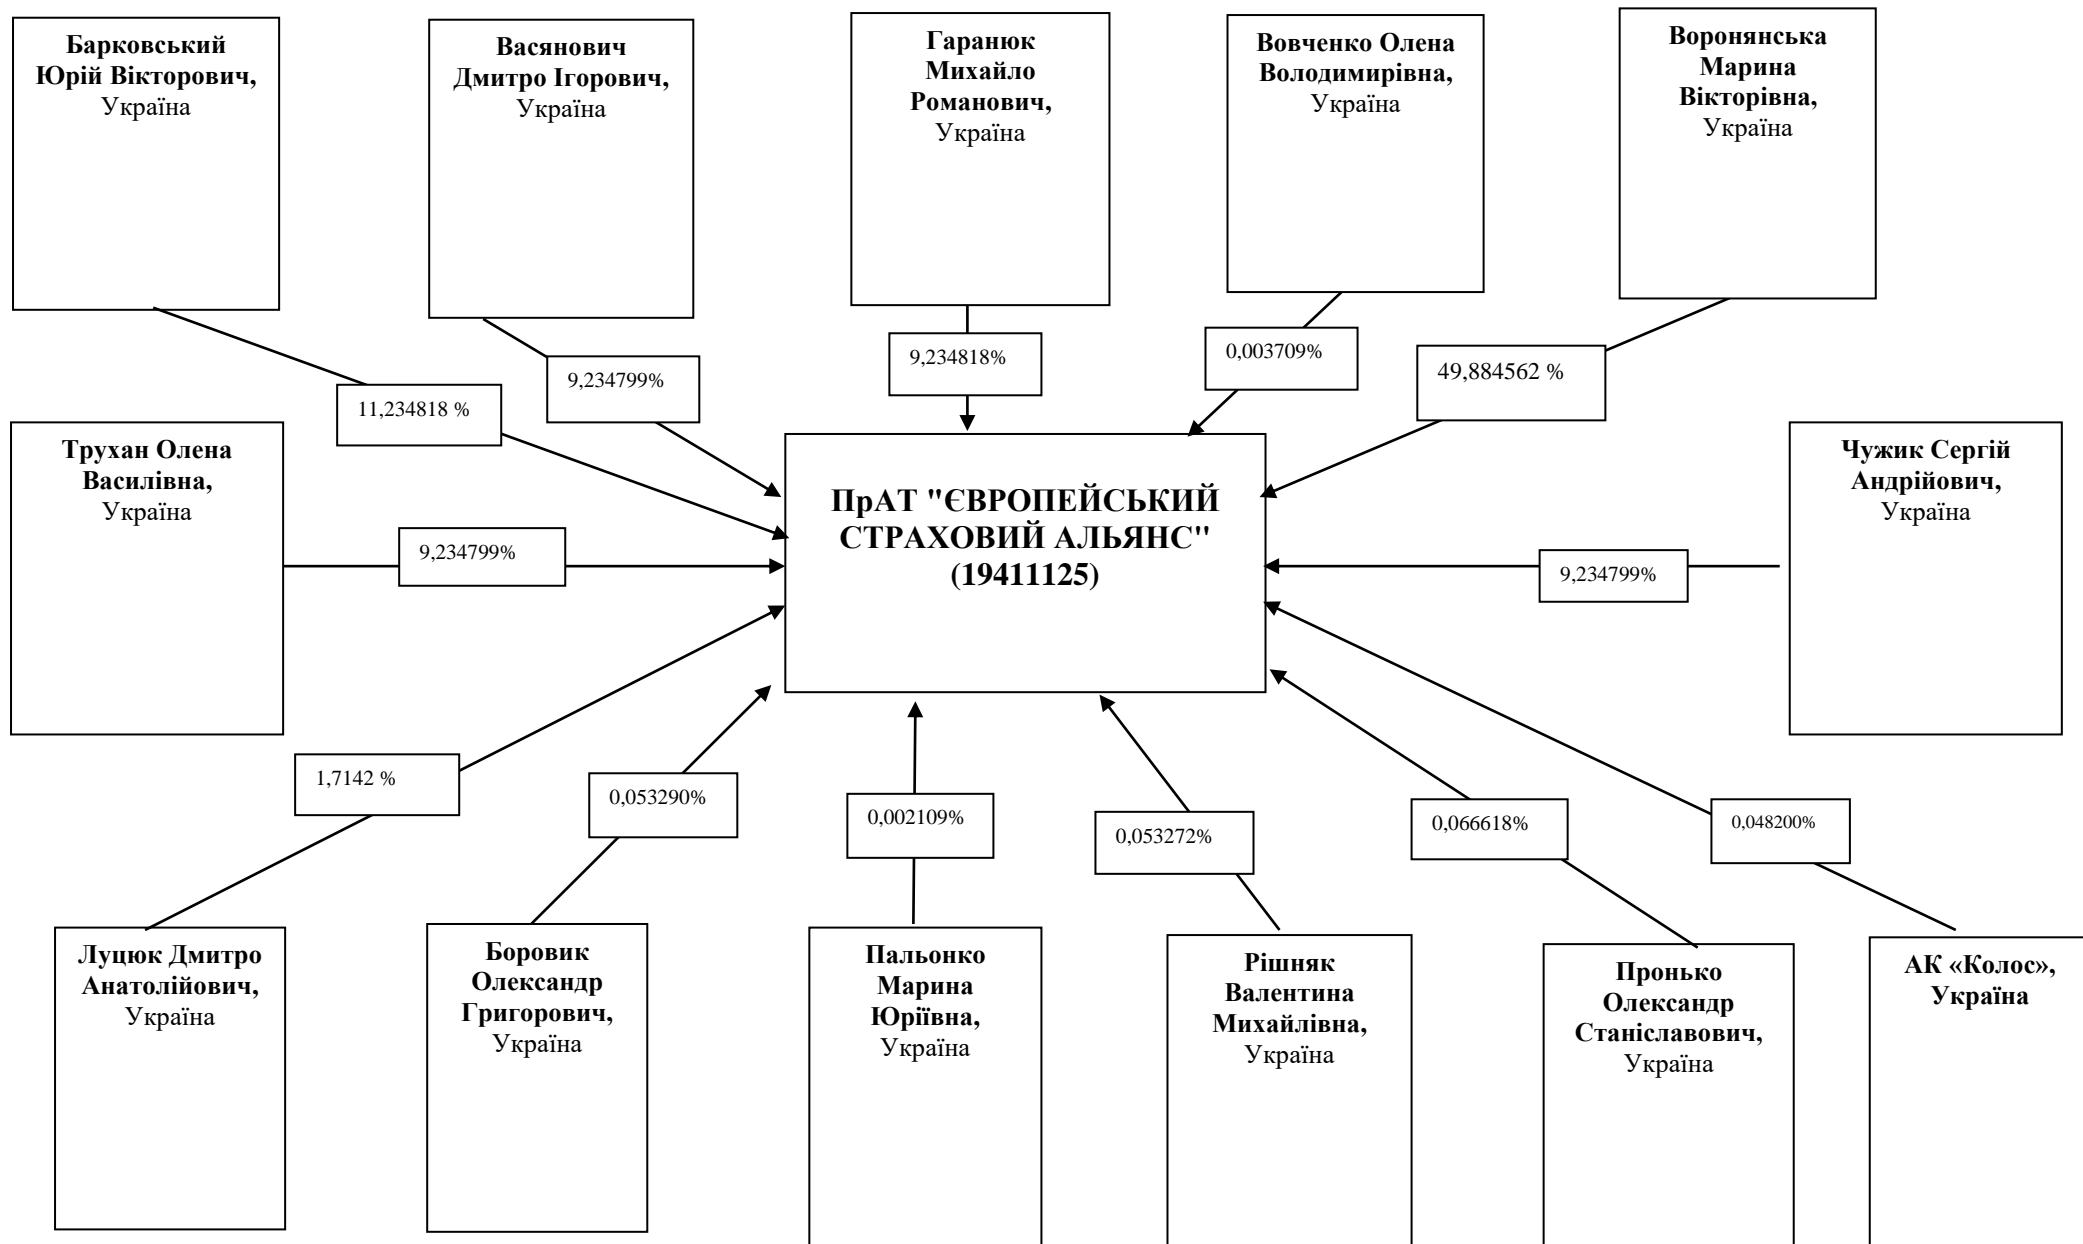 Барковський
Юрій Вікторович,
Україна
Васянович
Дмитро Ігорович,
Україна
Гаранюк
Михайло
Романович,
Україна
Вовченко Олена
Володимирівна,
Україна
Воронянська
Марина
Вікторівна,
Україна
11,234818 %
9,234799%
9,234818%
0,003709%
49,884562 %
Трухан Олена
Василівна,
Україна
9,234799%
ПрАТ "ЄВРОПЕЙСЬКИЙ
СТРАХОВИЙ АЛЬЯНС"
(19411125)
9,234799%
Чужик Сергій
Андрійович,
Україна
1,7142 %
0,053290%
0,002109%
0,053272%
0,066618%
0,048200%
Луцюк Дмитро
Анатолійович,
Україна
Боровик
Олександр
Григорович,
Україна
Пальонко
Марина
Юріївна,
Україна
Рішняк
Валентина
Михайлівна,
Україна
Пронько
Олександр
Станіславович,
Україна
АК «Колос»,
Україна